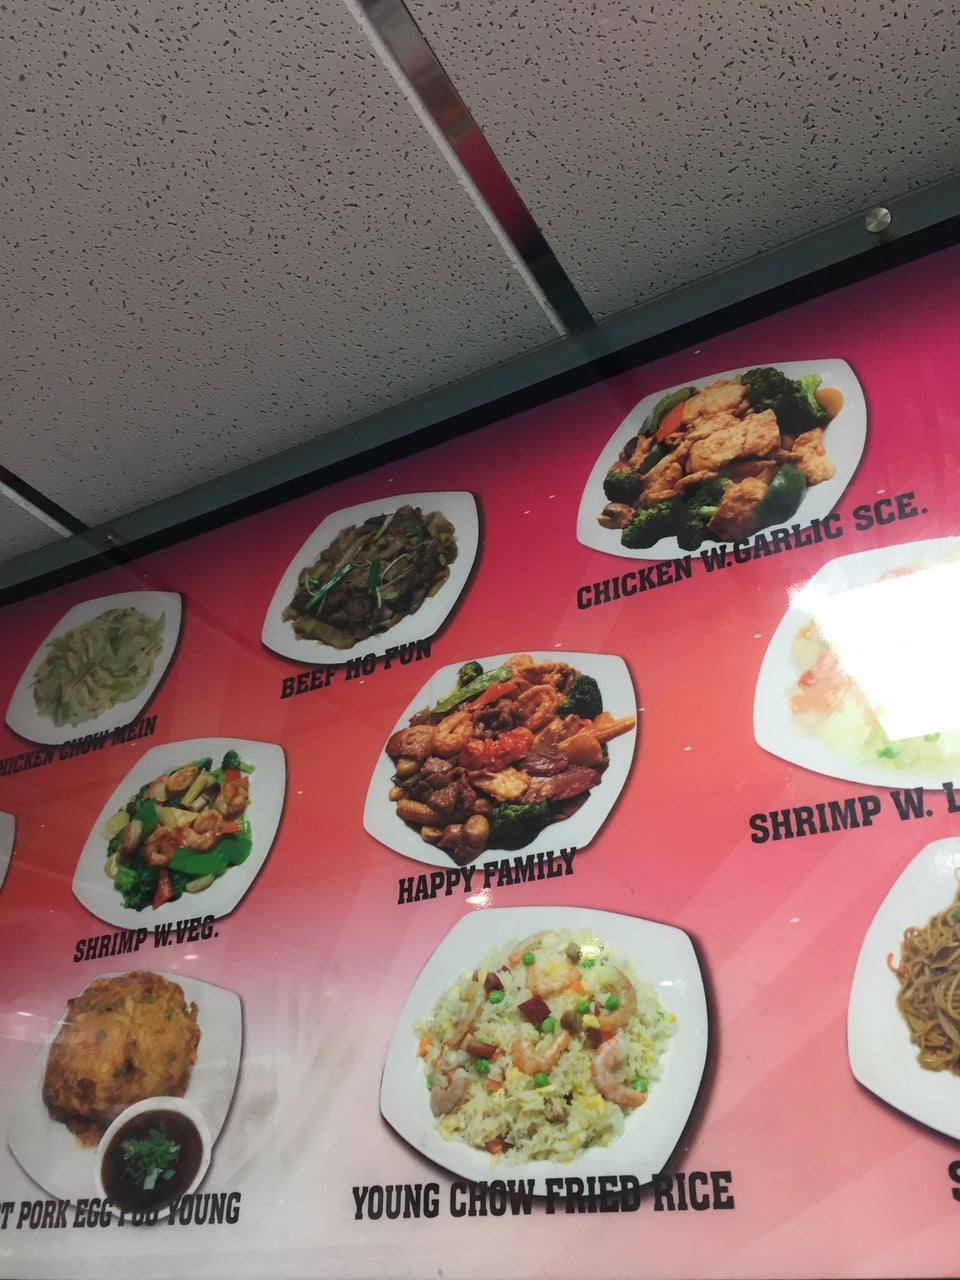 CHICKEN W.GARLIC SCE.
BEEF HO FUN
CHOW MEIN
SHRIMP W.
HAPPY FAMILY
SHRIMP W.VEG.
YOUNG CHOW FRIED RICE
PORK EGG FOO YOUNG